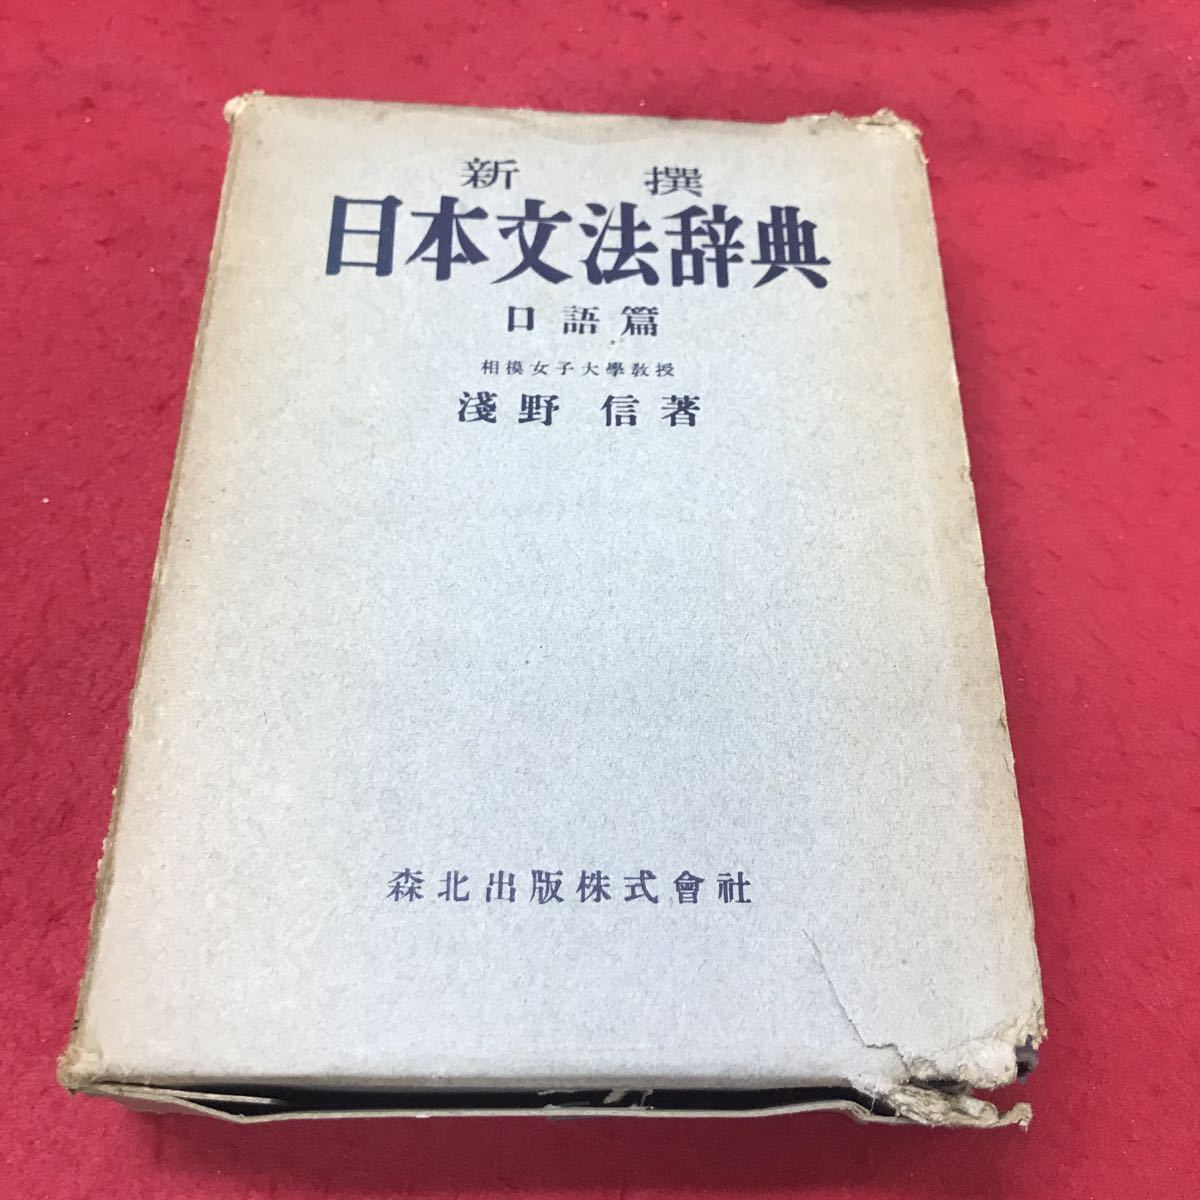 新撰
日本文法辞典
口語篇
相模女子大學教授
淺野信著
森北出版株式會社